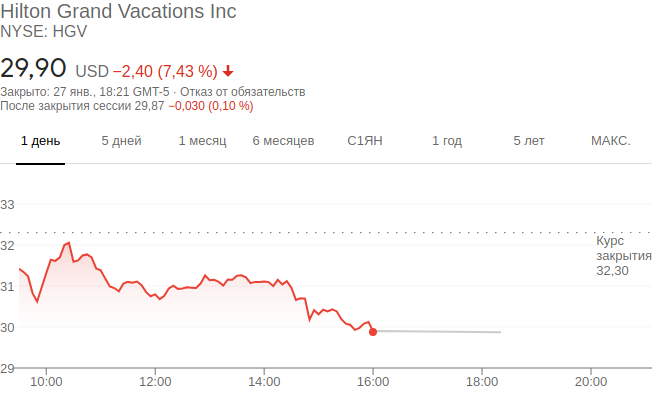 Hilton Grand Vacations Inc
NYSE: HGV
29,90 USD −2,40 (7,43 %)
Закрыто: 27 янв., 18:21 GMT-5 · Отказ от обязательств
После закрытия сессии 29,87 −0,030 (0,10 %)
1 день 5 дней 1 месяц 6 месяцев С1ЯН 1 год 5 лет МАКС.
33
32
31
30
29
Курс
закрытия
32,30
10:00 12:00 14:00 16:00 18:00 20:00